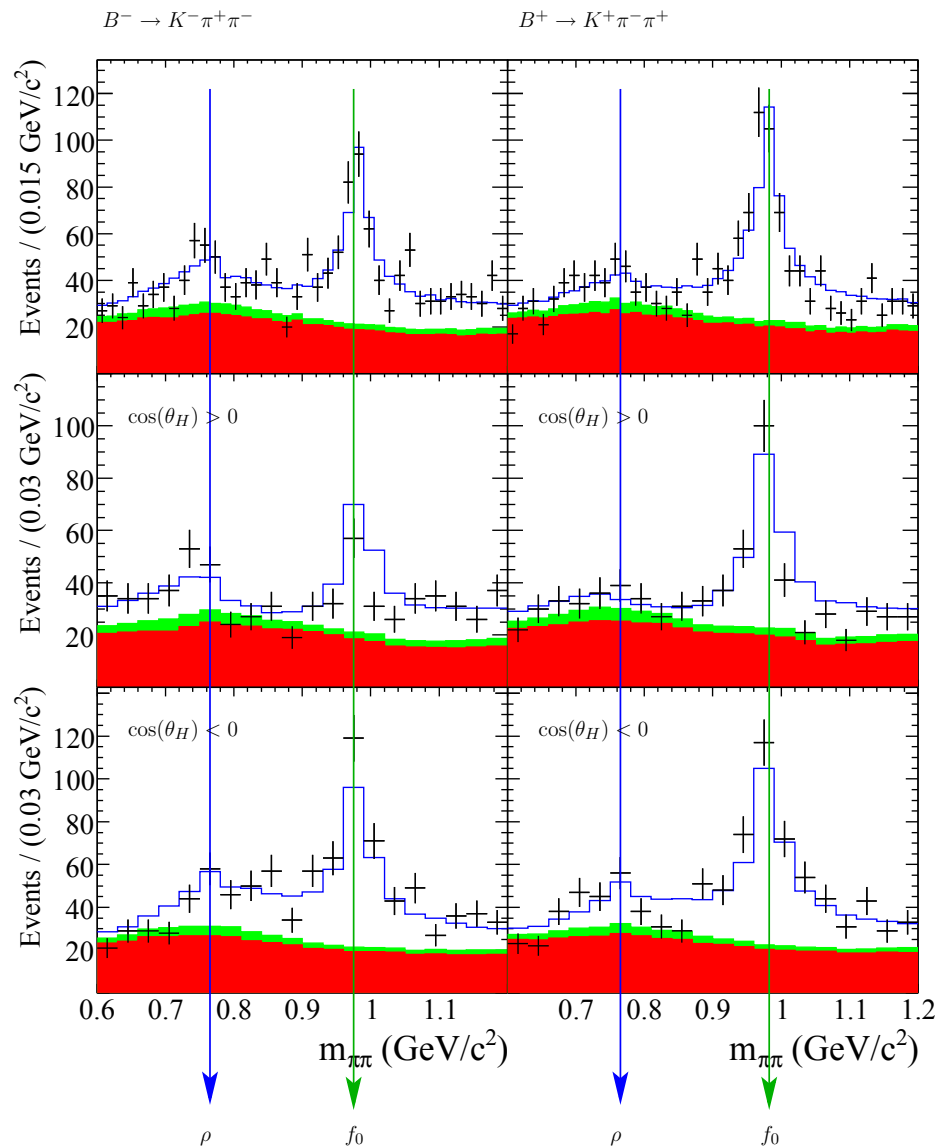 B⁻ → K⁻π⁺π⁻ B⁺ → K⁺π⁻π⁺
Events / (0.015 GeV/c²)
120
100
80
60
40
20
Events / (0.03 GeV/c²)
cos(θ_H) > 0 cos(θ_H) > 0
100
80
60
40
20
Events / (0.03 GeV/c²)
cos(θ_H) < 0 cos(θ_H) < 0
120
100
80
60
40
20
0
0.6 0.7 0.8 0.9 1 1.1 0.7 0.8 0.9 1 1.1 1.2
m_ππ (GeV/c²) m_ππ (GeV/c²)
ρ f₀ ρ f₀